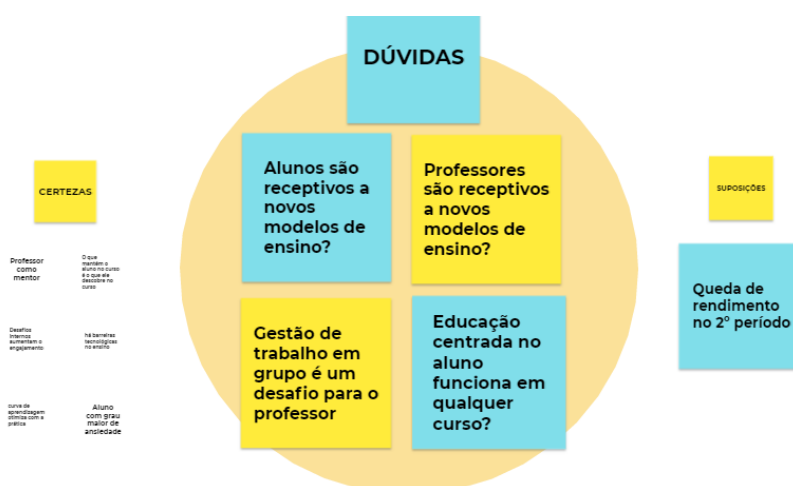 CERTEZAS
Professor
como
mentor
O que
mantém o
aluno no curso
é o que ele
descobre no
curso
Desafios
Internos
aumentam o
engajamento
há barreiras
tecnológicas
no ensino
curva de
aprendizagem
otimiza com a
prática
Aluno
com grau
maior de
ansiedade
DÚVIDAS
Alunos são
receptivos a
novos
modelos de
ensino?
Professores
são receptivos
a novos
modelos de
ensino?
Gestão de
trabalho em
grupo é um
desafio para o
professor
Educação
centrada no
aluno
funciona em
qualquer
curso?
SUPOSIÇÕES
Queda de
rendimento
no 2º período